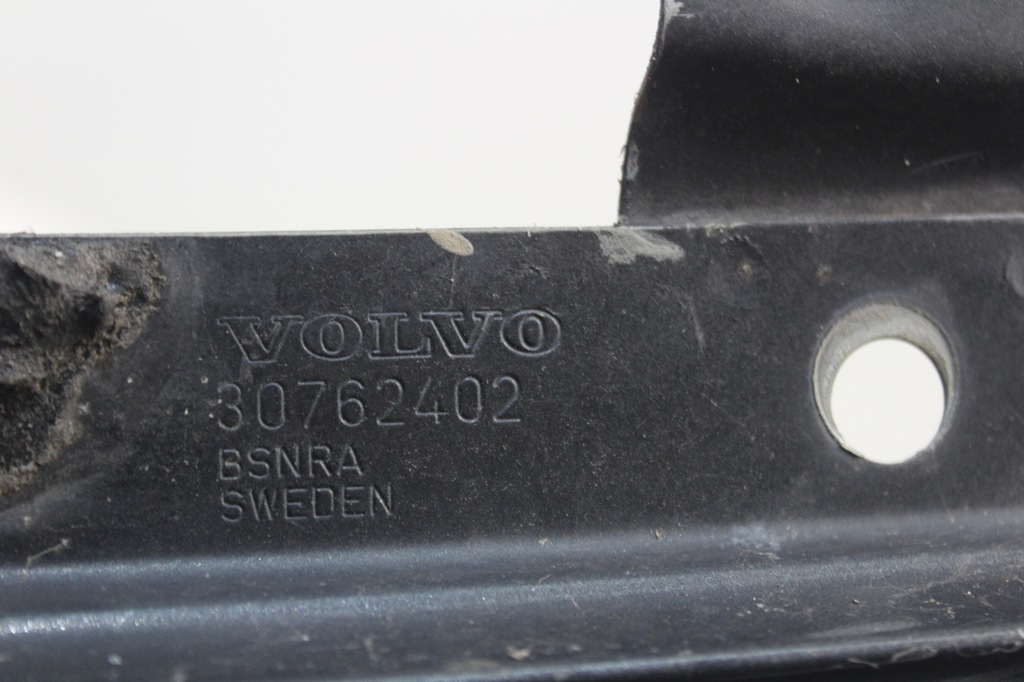 VOLVO
30762402
BSNRA
SWEDEN